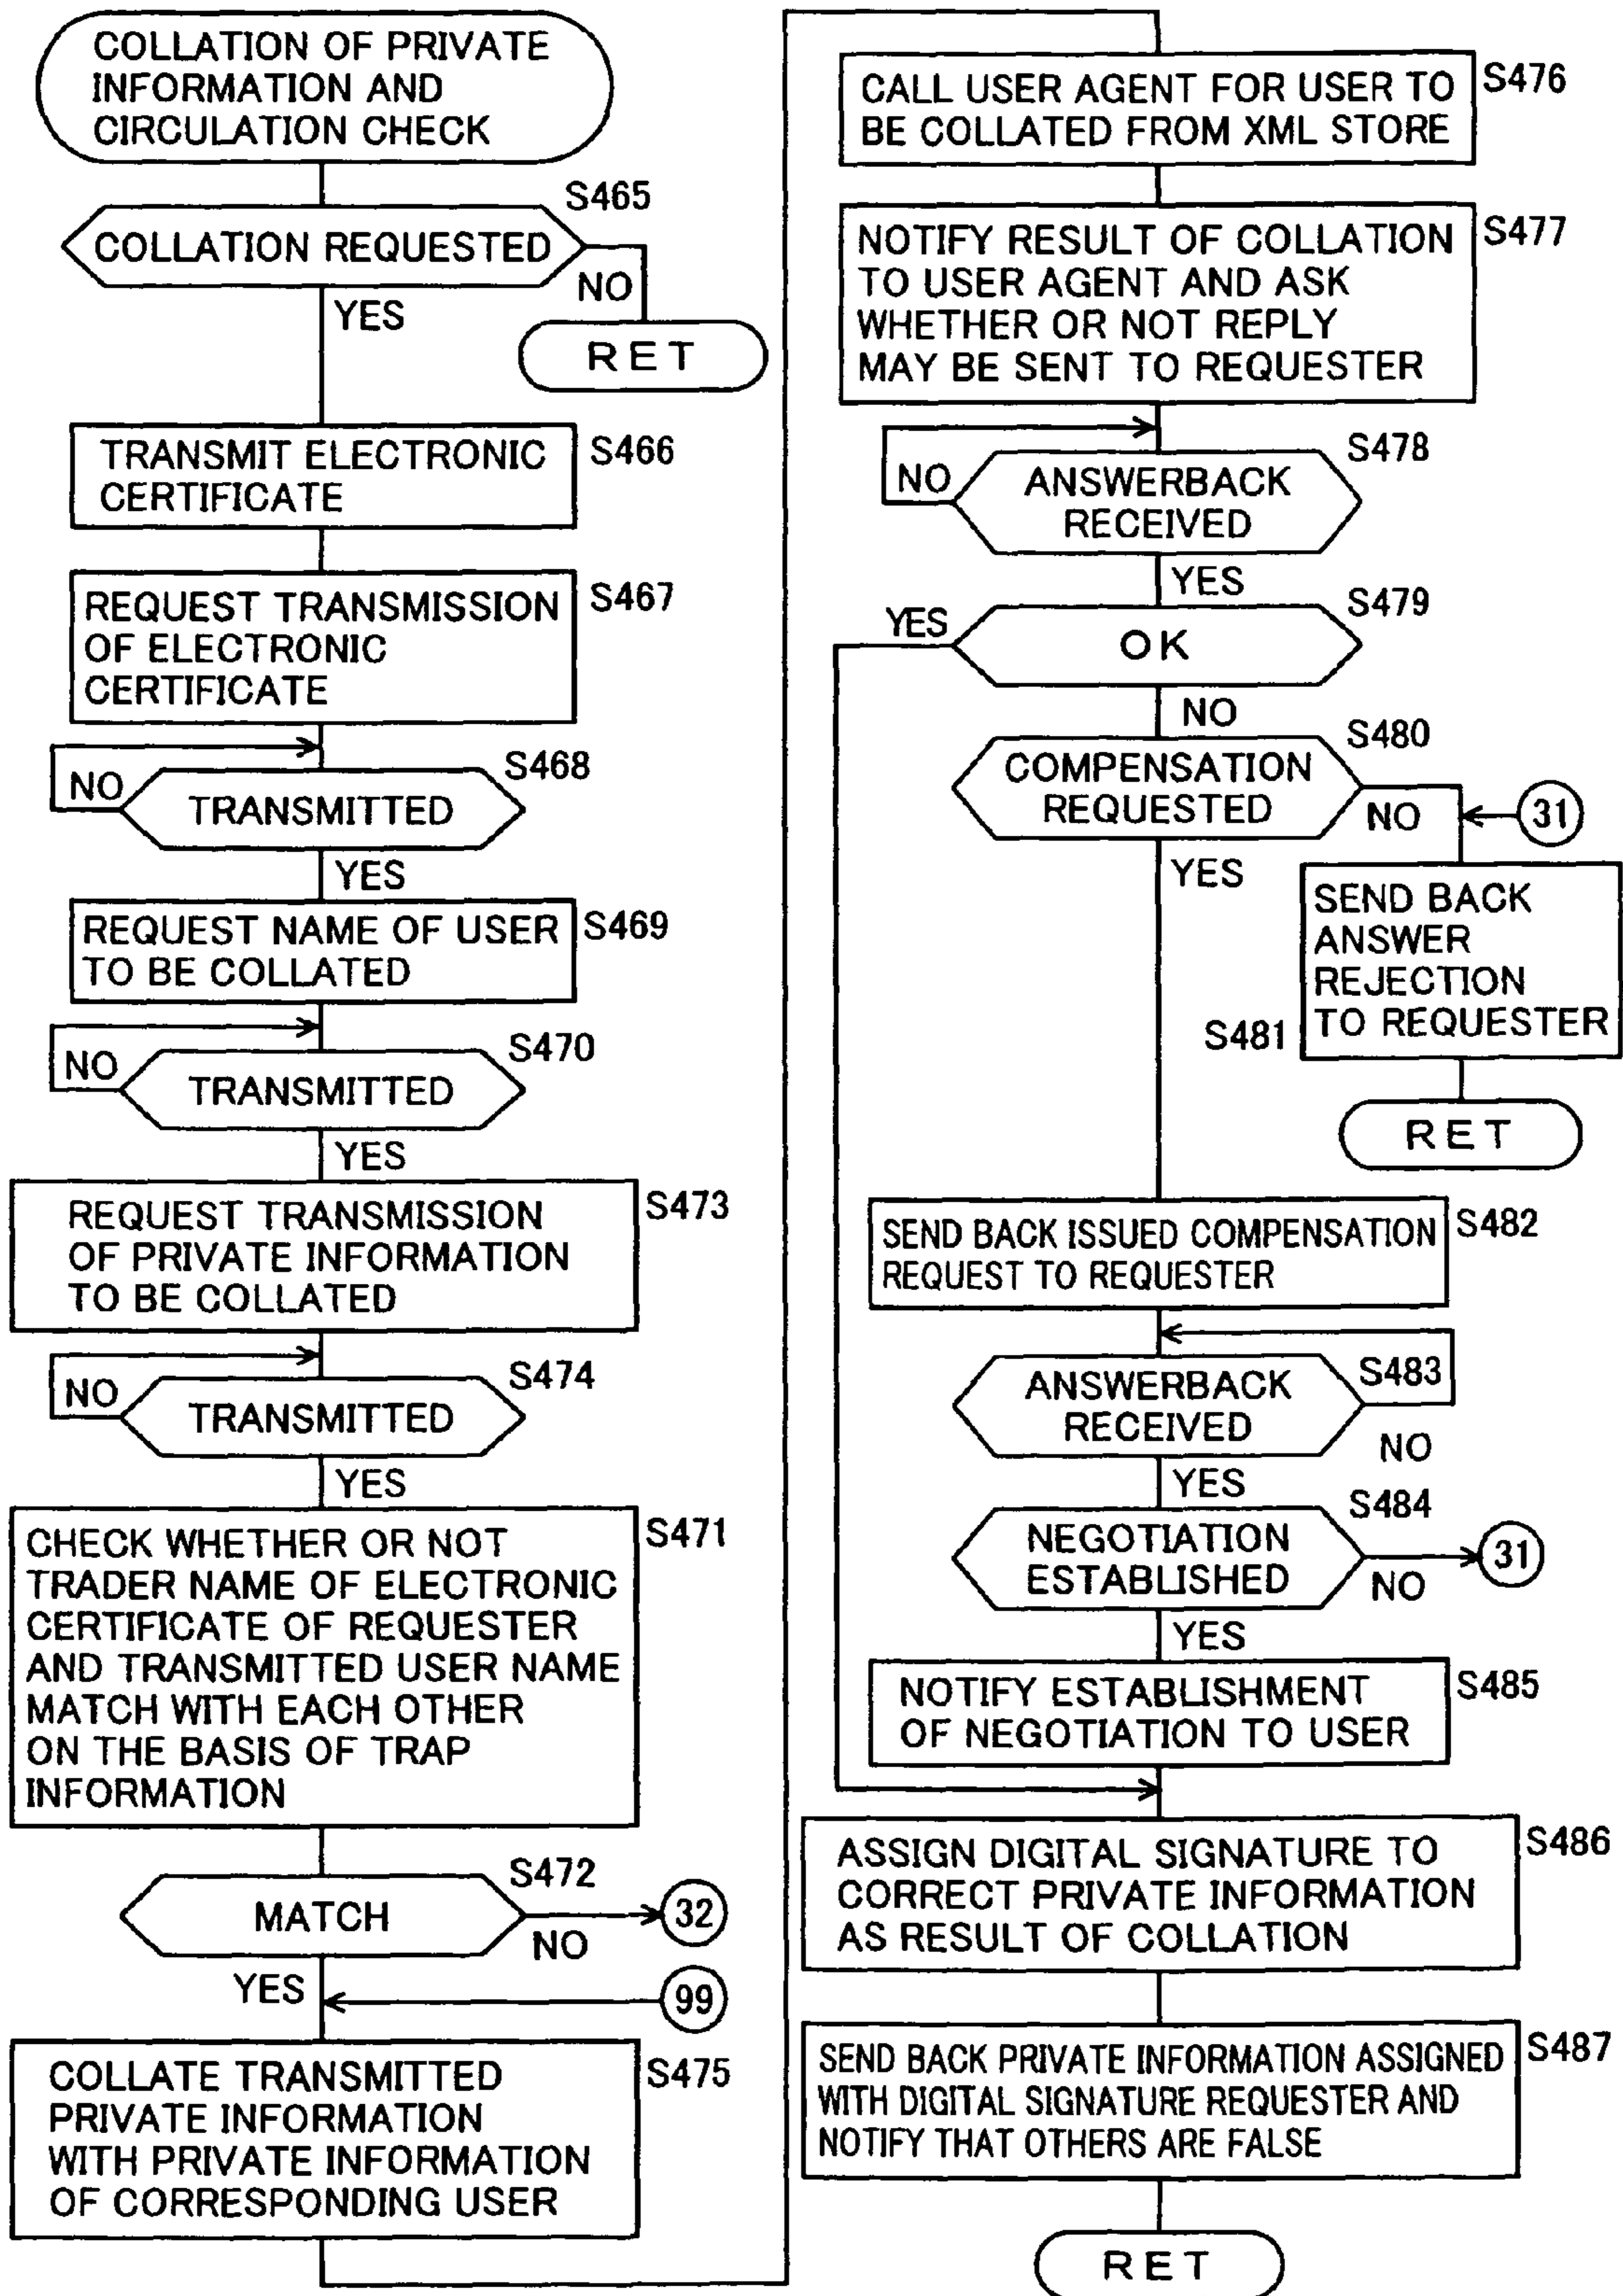 COLLATION OF PRIVATE
INFORMATION AND
CIRCULATION CHECK
S465
COLLATION REQUESTED
NO
YES
RET
TRANSMIT ELECTRONIC
CERTIFICATE
S466
REQUEST TRANSMISSION
OF ELECTRONIC
CERTIFICATE
S467
S468
NO
TRANSMITTED
YES
REQUEST NAME OF USER
TO BE COLLATED
S469
S470
NO
TRANSMITTED
YES
REQUEST TRANSMISSION
OF PRIVATE INFORMATION
TO BE COLLATED
S473
S474
NO
TRANSMITTED
YES
CHECK WHETHER OR NOT
TRADER NAME OF ELECTRONIC
CERTIFICATE OF REQUESTER
AND TRANSMITTED USER NAME
MATCH WITH EACH OTHER
ON THE BASIS OF TRAP
INFORMATION
S471
S472
MATCH
NO
32
YES
99
COLLATE TRANSMITTED
PRIVATE INFORMATION
WITH PRIVATE INFORMATION
OF CORRESPONDING USER
S475
CALL USER AGENT FOR USER TO
BE COLLATED FROM XML STORE
S476
NOTIFY RESULT OF COLLATION
TO USER AGENT AND ASK
WHETHER OR NOT REPLY
MAY BE SENT TO REQUESTER
S477
S478
NO
ANSWERBACK
RECEIVED
YES
S479
YES
OK
NO
S480
COMPENSATION
REQUESTED
NO
31
YES
SEND BACK
ANSWER
REJECTION
TO REQUESTER
S481
RET
SEND BACK ISSUED COMPENSATION
REQUEST TO REQUESTER
S482
ANSWERBACK
RECEIVED
S483
NO
YES
S484
NEGOTIATION
ESTABLISHED
NO
31
YES
NOTIFY ESTABLISHMENT
OF NEGOTIATION TO USER
S485
ASSIGN DIGITAL SIGNATURE TO
CORRECT PRIVATE INFORMATION
AS RESULT OF COLLATION
S486
SEND BACK PRIVATE INFORMATION ASSIGNED
WITH DIGITAL SIGNATURE REQUESTER AND
NOTIFY THAT OTHERS ARE FALSE
S487
RET